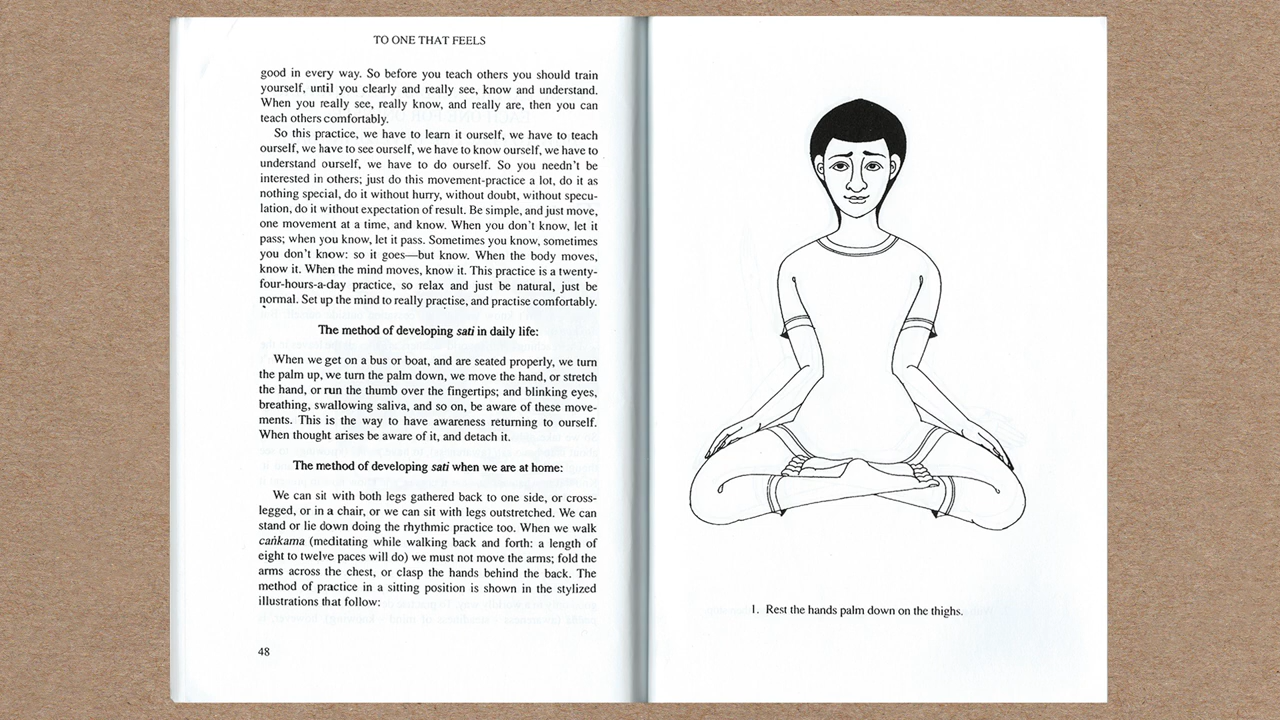 TO ONE THAT FEELS
good in every way. So before you teach others you should train
yourself, until you clearly and really see, know and understand.
When you really see, really know, and really are, then you can
teach others comfortably.
So this practice, we have to learn it ourself, we have to teach
ourself, we have to see ourself, we have to know ourself, we have to
understand ourself, we have to do ourself. So you needn't be
interested in others; just do this movement-practice a lot, do it as
nothing special, do it without hurry, without doubt, without specu-
lation, do it without expectation of result. Be simple, and just move,
one movement at a time, and know. When you don't know, let it
pass; when you know, let it pass. Sometimes you know, sometimes
you don't know: so it goes—but know. When the body moves,
know it. When the mind moves, know it. This practice is a twenty-
four-hours-a-day practice, so relax and just be natural, just be
normal. Set up the mind to really practise, and practise comfortably.
The method of developing sati in daily life:
When we get on a bus or boat, and are seated properly, we turn
the palm up, we turn the palm down, we move the hand, or stretch
the hand, or run the thumb over the fingertips; and blinking eyes,
breathing, swallowing saliva, and so on, be aware of these move-
ments. This is the way to have awareness returning to ourself.
When thought arises be aware of it, and detach it.
The method of developing sati when we are at home:
We can sit with both legs gathered back to one side, or cross-
legged, or in a chair, or we can sit with legs outstretched. We can
stand or lie down doing the rhythmic practice too. When we walk
caṅkama (meditating while walking back and forth: a length of
eight to twelve paces will do) we must not move the arms; fold the
arms across the chest, or clasp the hands behind the back. The
method of practice in a sitting position is shown in the stylized
illustrations that follow:
48
1. Rest the hands palm down on the thighs.